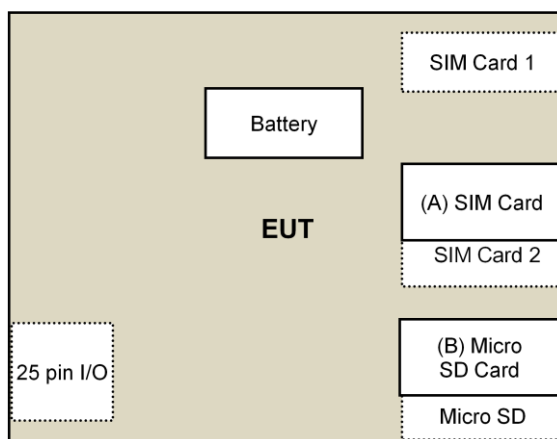 SIM Card 1
Battery
(A) SIM Card
EUT
SIM Card 2
25 pin I/O
(B) Micro
SD Card
Micro SD